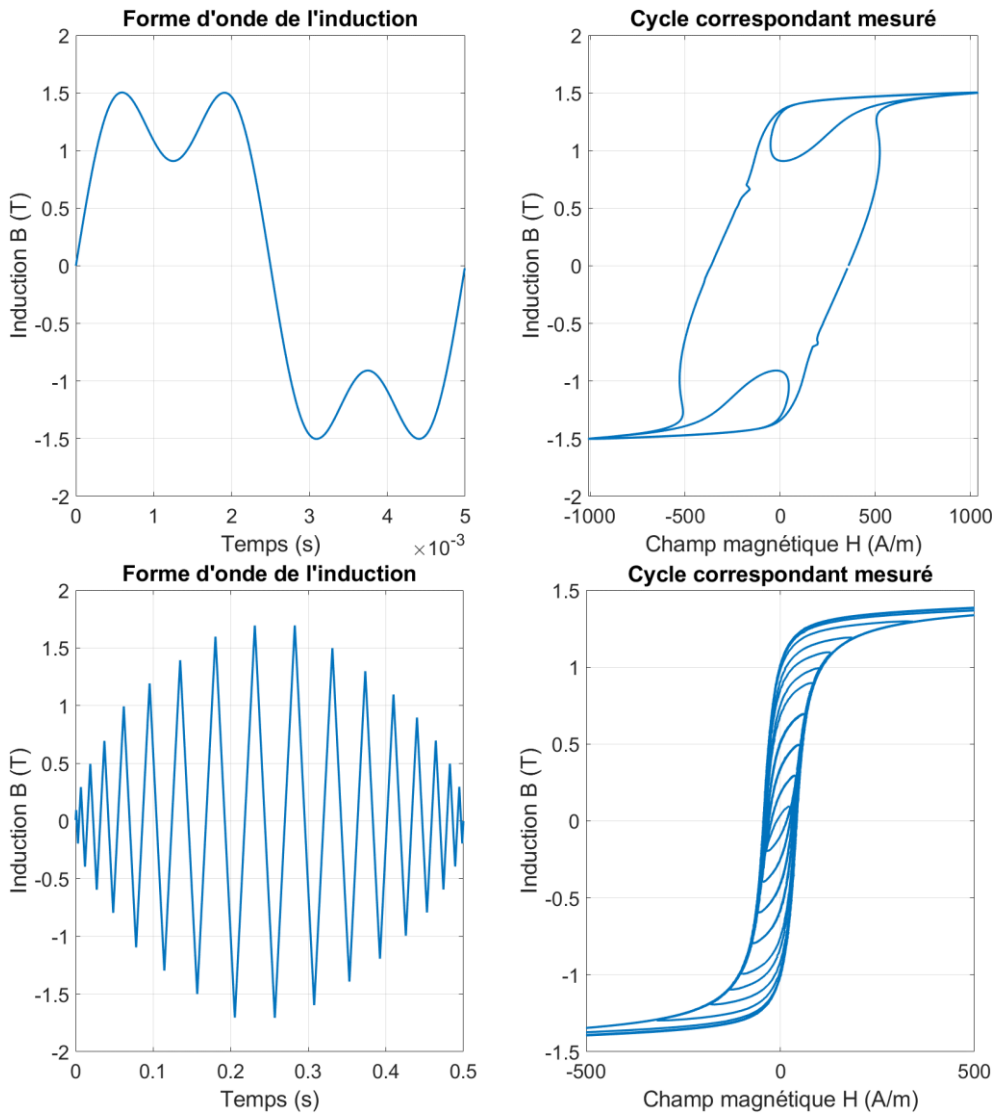 Forme d'onde de l'induction
Induction B (T)
2
1.5
1
0.5
0
-0.5
-1
-1.5
-2
0 1 2 3 4 5
Temps (s) ×10⁻³
Cycle correspondant mesuré
Induction B (T)
2
1.5
1
0.5
0
-0.5
-1
-1.5
-2
-1000 -500 0 500 1000
Champ magnétique H (A/m)
Forme d'onde de l'induction
Induction B (T)
2
1.5
1
0.5
0
-0.5
-1
-1.5
-2
0 0.1 0.2 0.3 0.4 0.5
Temps (s)
Cycle correspondant mesuré
Induction B (T)
1.5
1
0.5
0
-0.5
-1
-1.5
-500 0 500
Champ magnétique H (A/m)